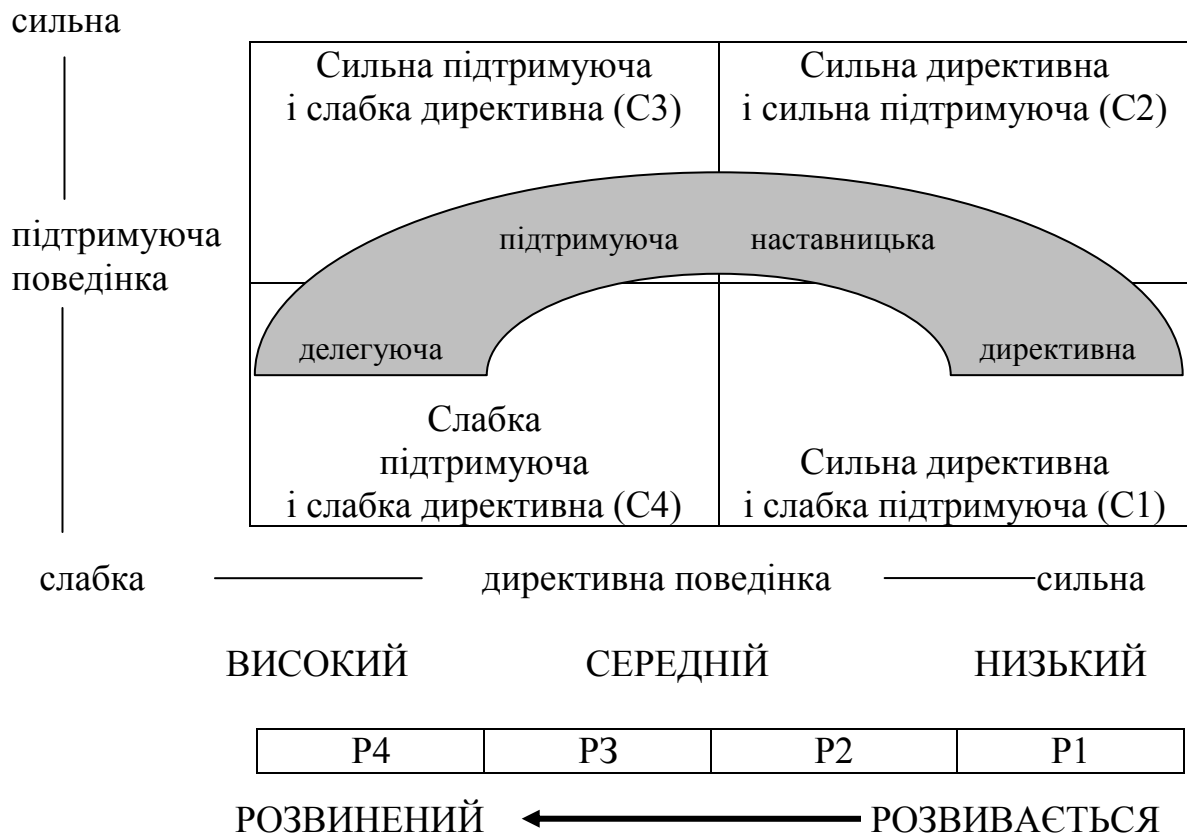 сильна
Сильна підтримуюча
і слабка директивна (С3)
Сильна директивна
і сильна підтримуюча (С2)
підтримуюча
поведінка
підтримуюча
наставницька
делегуюча
директивна
Слабка
підтримуюча
і слабка директивна (С4)
Сильна директивна
і слабка підтримуюча (С1)
слабка
директивна поведінка
сильна
ВИСОКИЙ
СЕРЕДНІЙ
НИЗЬКИЙ
Р4
Р3
Р2
Р1
РОЗВИНЕНИЙ
РОЗВИВАЄТЬСЯ